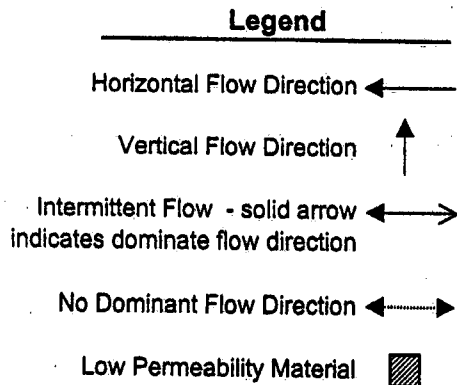 Legend
Horizontal Flow Direction
Vertical Flow Direction
Intermittent Flow - solid arrow
indicates dominate flow direction
No Dominant Flow Direction
Low Permeability Material